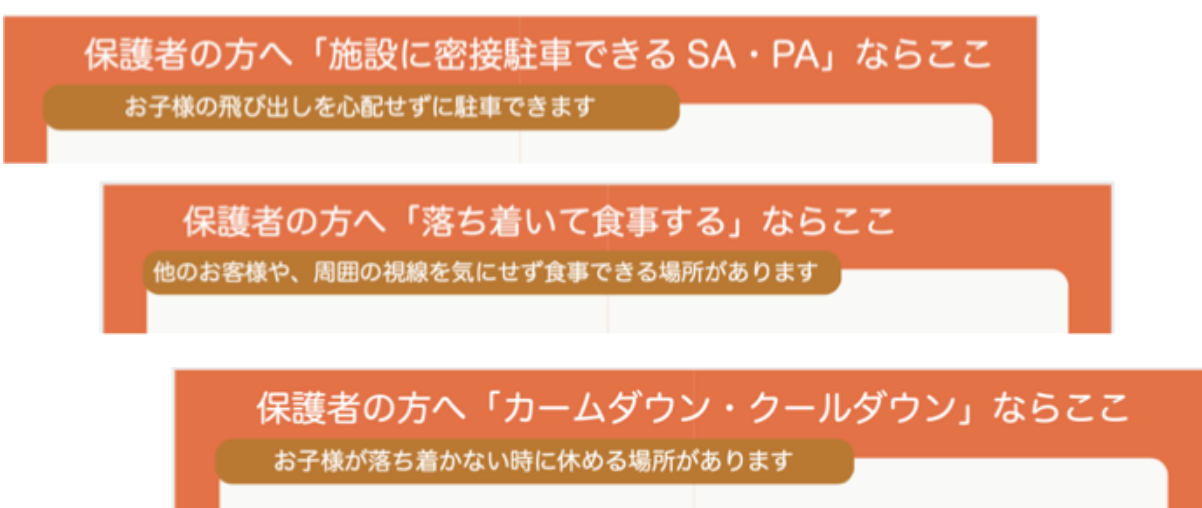 保護者の方へ「施設に密接駐車できる SA・PA」ならここ
お子様の飛び出しを心配せずに駐車できます
保護者の方へ「落ち着いて食事する」ならここ
他のお客様や、周囲の視線を気にせず食事できる場所があります
保護者の方へ「カームダウン・クールダウン」ならここ
お子様が落ち着かない時に休める場所があります